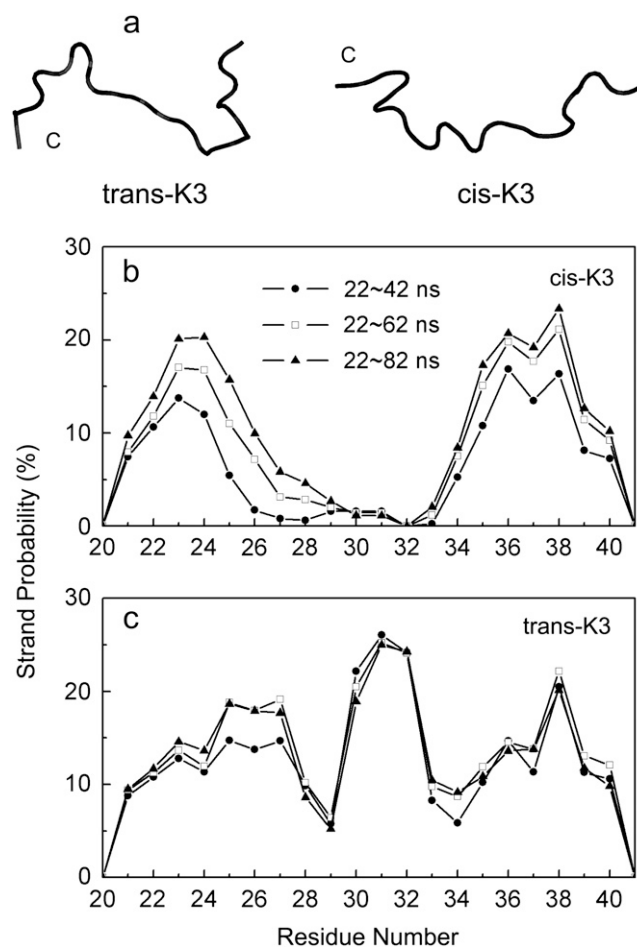 a
C
C
trans-K3
cis-K3
b
cis-K3
22~42 ns
22~62 ns
22~82 ns
30
20
10
0
20 22 24 26 28 30 32 34 36 38 40
c
trans-K3
30
20
10
0
20 22 24 26 28 30 32 34 36 38 40
Strand Probability (%)
Residue Number